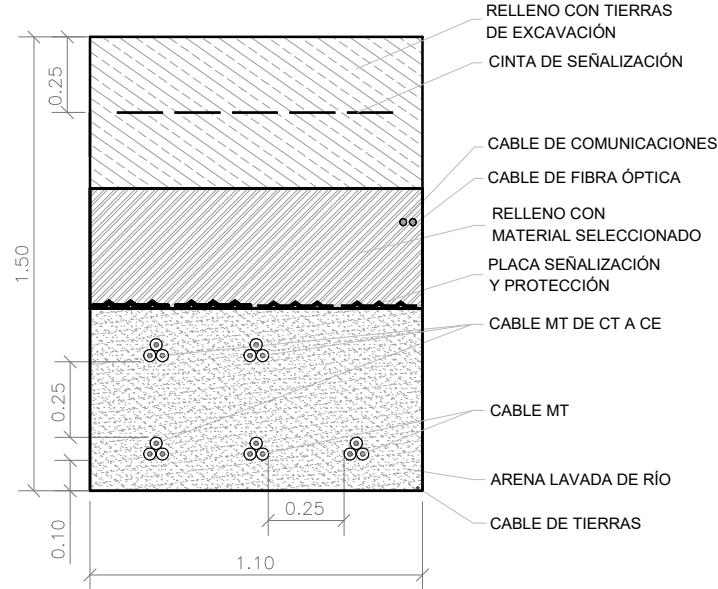 RELLENO CON TIERRAS
DE EXCAVACIÓN
CINTA DE SEÑALIZACIÓN
CABLE DE COMUNICACIONES
CABLE DE FIBRA ÓPTICA
RELLENO CON
MATERIAL SELECCIONADO
PLACA SEÑALIZACIÓN
Y PROTECCIÓN
CABLE MT DE CT A CE
CABLE MT
ARENA LAVADA DE RÍO
CABLE DE TIERRAS
0.25
1.50
0.25
0.10
0.25
1.10